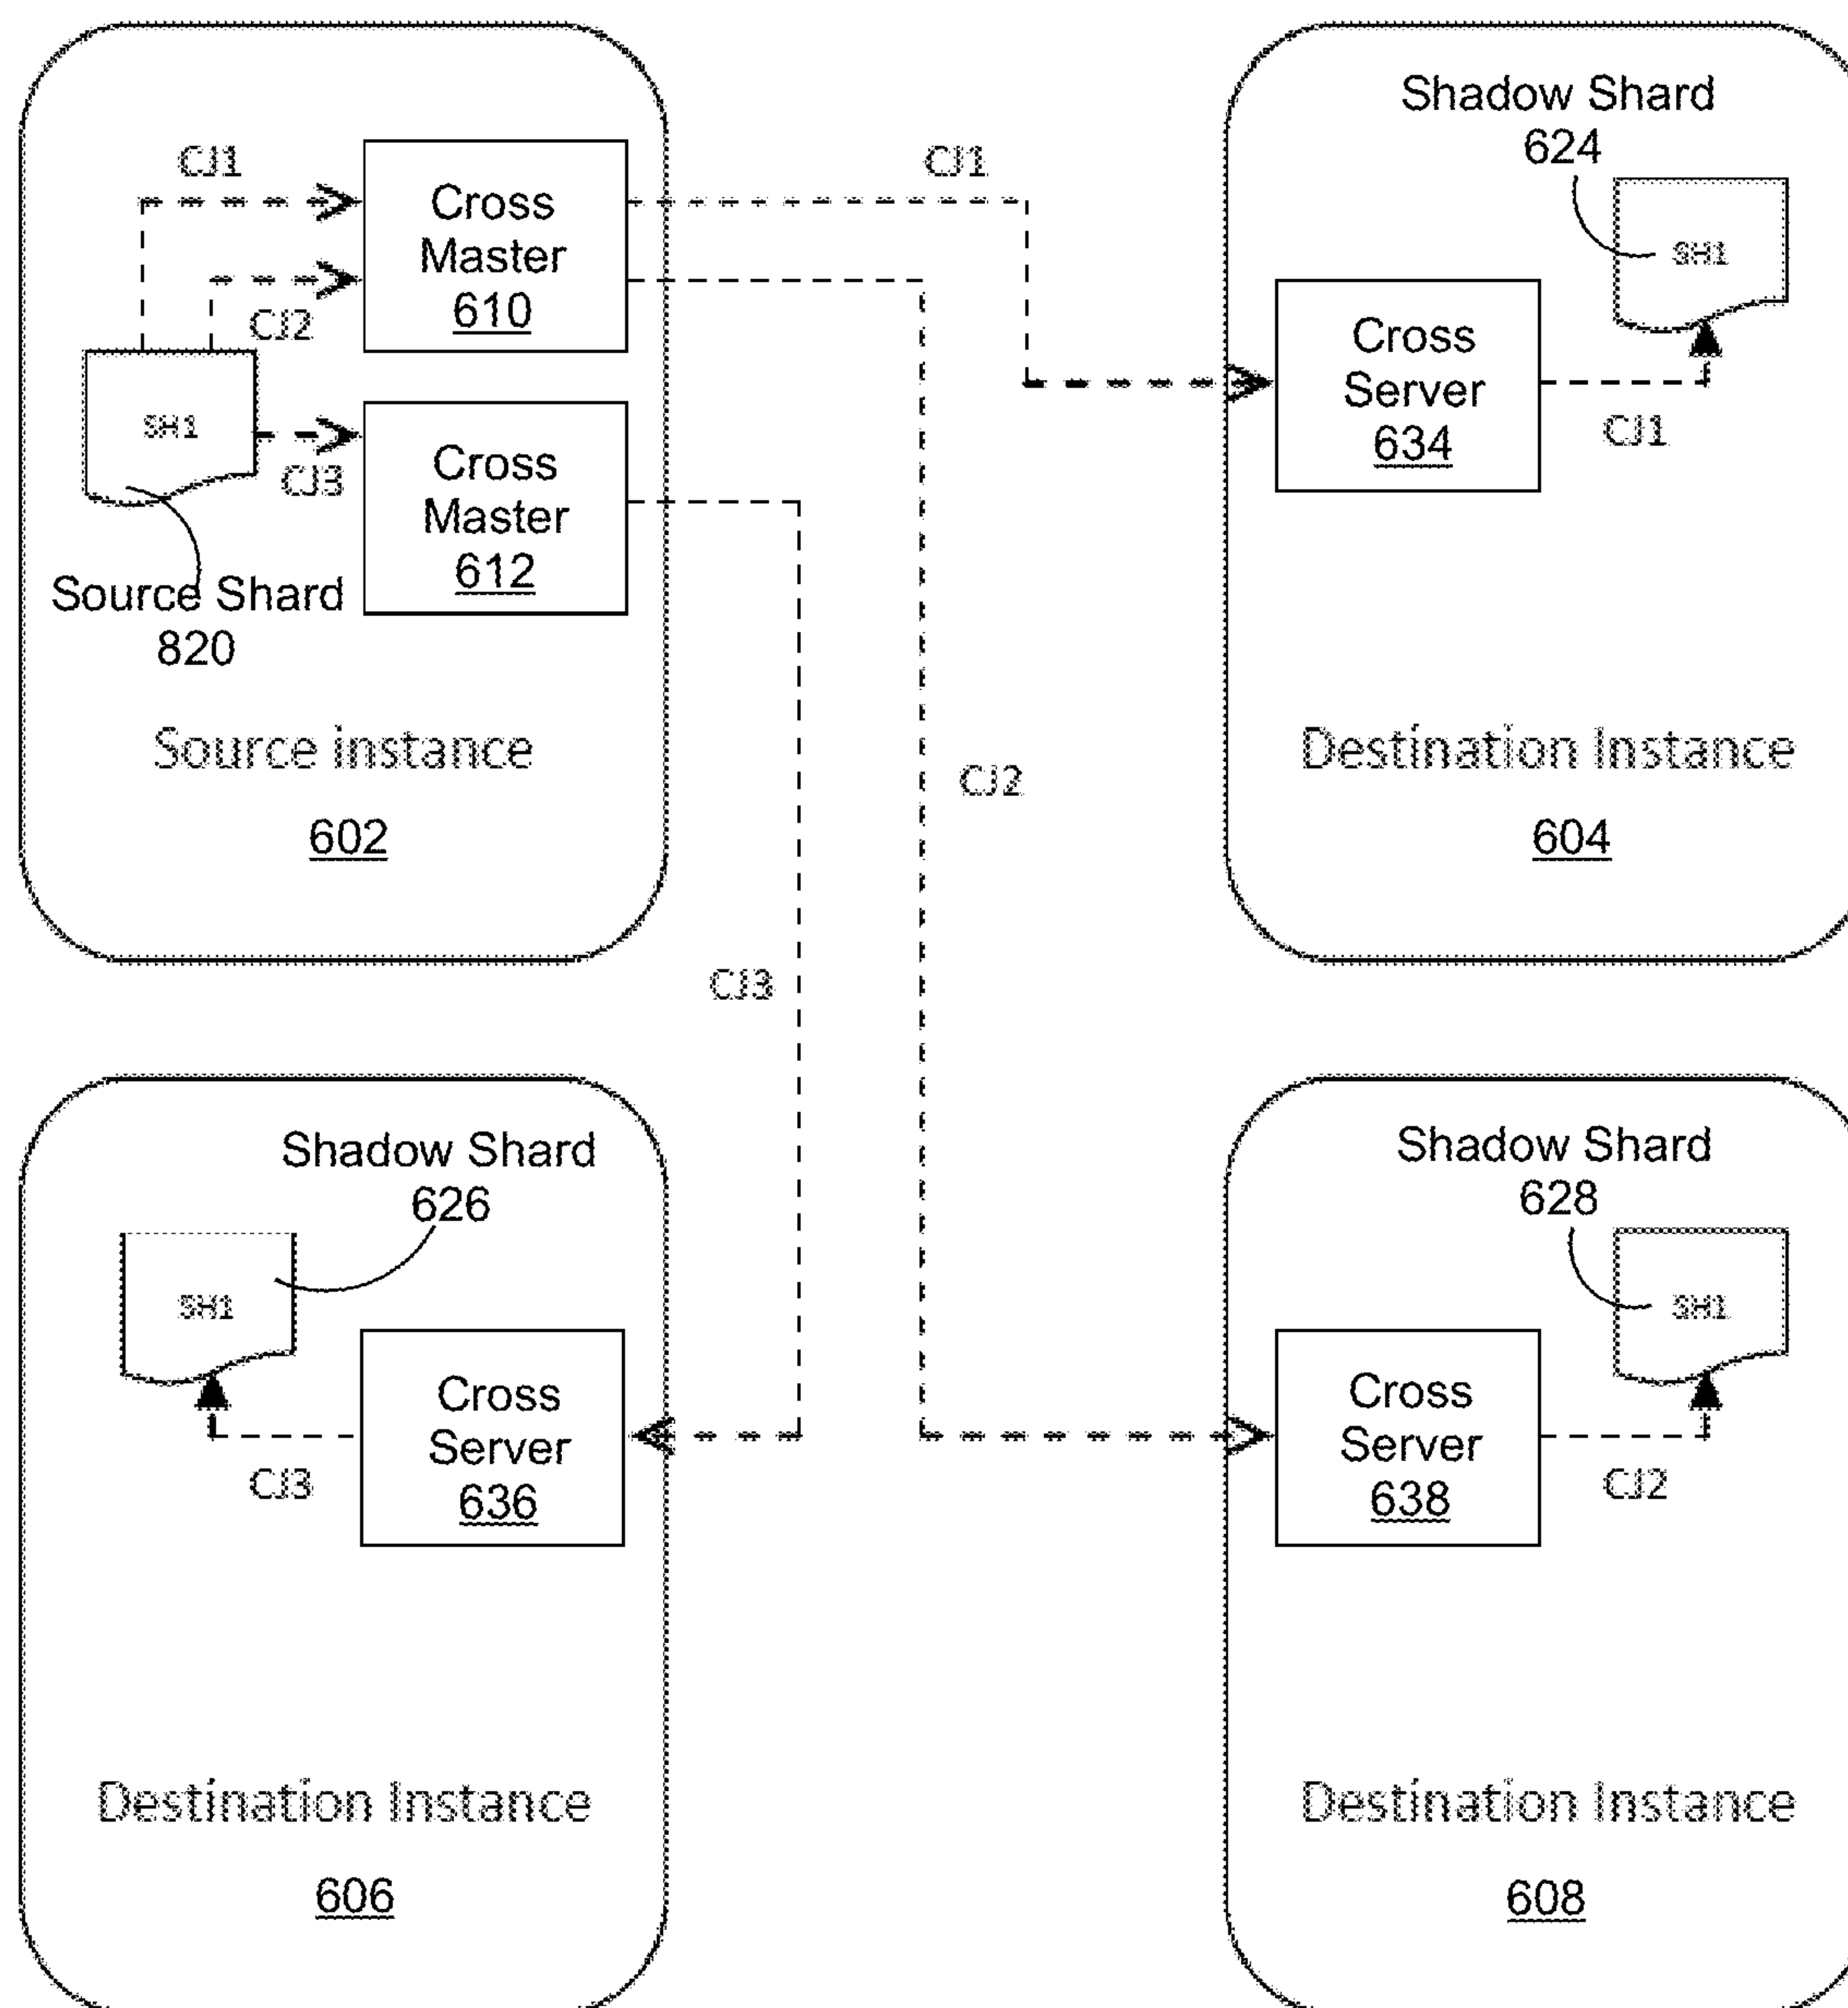 CJ1
Cross
Master
610
CJ2
SH1
CJ3
Cross
Master
612
Source Shard
820
Source instance
602
CJ1
CJ2
CJ3
Shadow Shard
624
SH1
Cross
Server
634
CJ1
Destination Instance
604
Shadow Shard
626
SH1
Cross
Server
636
CJ3
Destination Instance
606
Shadow Shard
628
SH1
Cross
Server
638
CJ2
Destination Instance
608